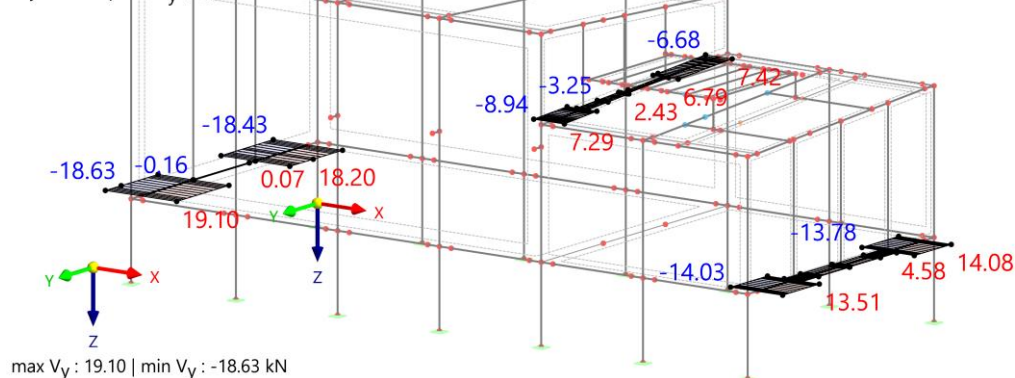 -6.68
7.42
-3.25
6.79
-8.94
2.43
7.29
-18.43
-18.63
-0.16
0.07
18.20
19.10
Y
X
Z
-13.78
14.08
4.58
-14.03
13.51
Y
X
Z
max Vy : 19.10 | min Vy : -18.63 kN